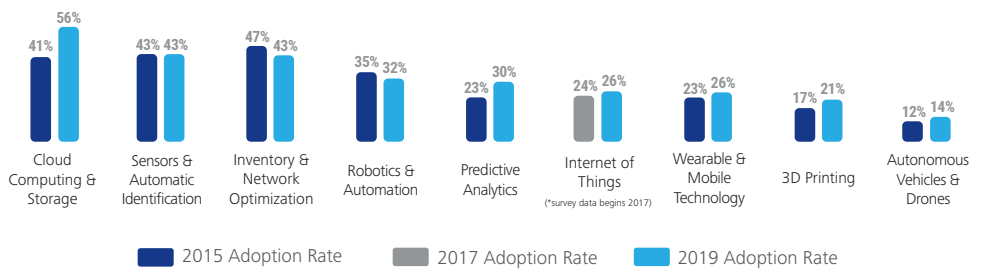 41% 56%
43% 43%
47% 43%
35% 32%
23% 30%
24% 26%
23% 26%
17% 21%
12% 14%
Cloud
Computing &
Storage
Sensors &
Automatic
Identification
Inventory &
Network
Optimization
Robotics &
Automation
Predictive
Analytics
Internet of
Things
(*survey data begins 2017)
Wearable &
Mobile
Technology
3D Printing
Autonomous
Vehicles &
Drones
2015 Adoption Rate
2017 Adoption Rate
2019 Adoption Rate